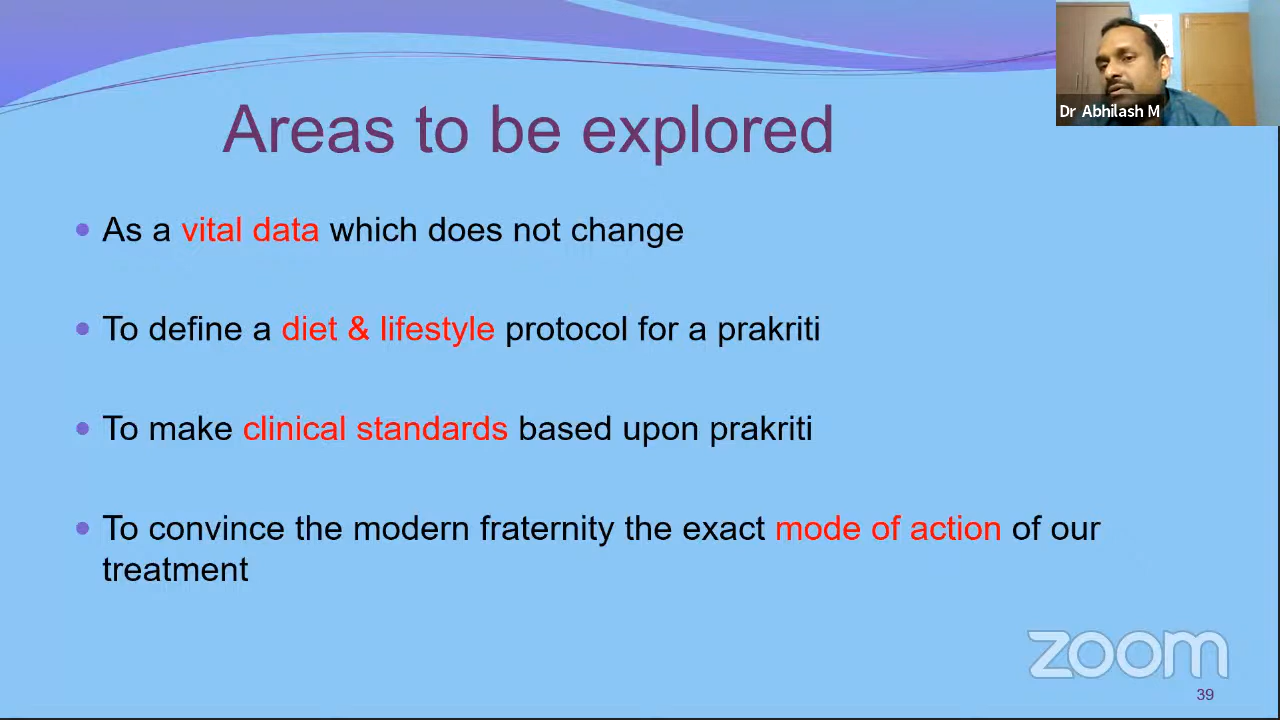 Dr Abhilash M
Areas to be explored
• As a vital data which does not change
• To define a diet & lifestyle protocol for a prakriti
• To make clinical standards based upon prakriti
• To convince the modern fraternity the exact mode of action of our
treatment
zoom
39